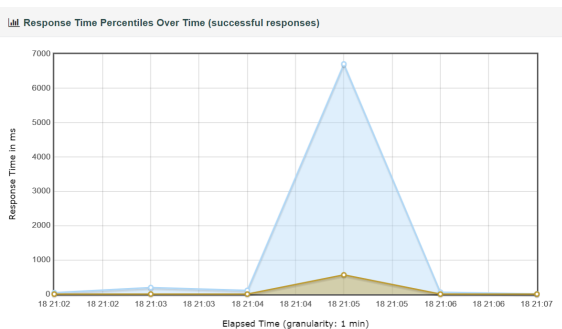 Response Time Percentiles Over Time (successful responses)
7000
6000
5000
4000
3000
2000
1000
0
Response Time in ms
18 21:02 18 21:02 18 21:03 18 21:03 18 21:04 18 21:04 18 21:05 18 21:05 18 21:06 18 21:06 18 21:07
Elapsed Time (granularity: 1 min)